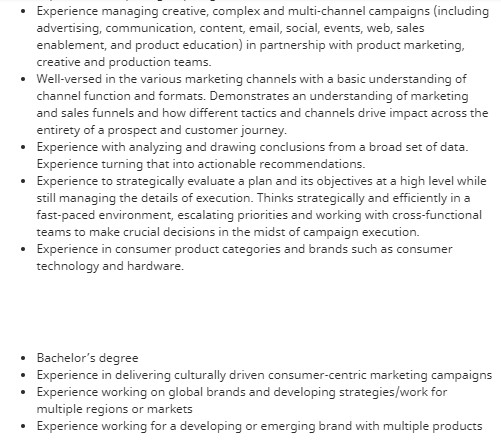 Experience managing creative, complex and multi-channel campaigns (including
advertising, communication, content, email, social, events, web, sales
enablement, and product education) in partnership with product marketing,
creative and production teams.
Well-versed in the various marketing channels with a basic understanding of
channel function and formats. Demonstrates an understanding of marketing
and sales funnels and how different tactics and channels drive impact across the
entirety of a prospect and customer journey.
Experience with analyzing and drawing conclusions from a broad set of data.
Experience turning that into actionable recommendations.
Experience to strategically evaluate a plan and its objectives at a high level while
still managing the details of execution. Thinks strategically and efficiently in a
fast-paced environment, escalating priorities and working with cross-functional
teams to make crucial decisions in the midst of campaign execution.
Experience in consumer product categories and brands such as consumer
technology and hardware.
Bachelor's degree
Experience in delivering culturally driven consumer-centric marketing campaigns
Experience working on global brands and developing strategies/work for
multiple regions or markets
Experience working for a developing or emerging brand with multiple products